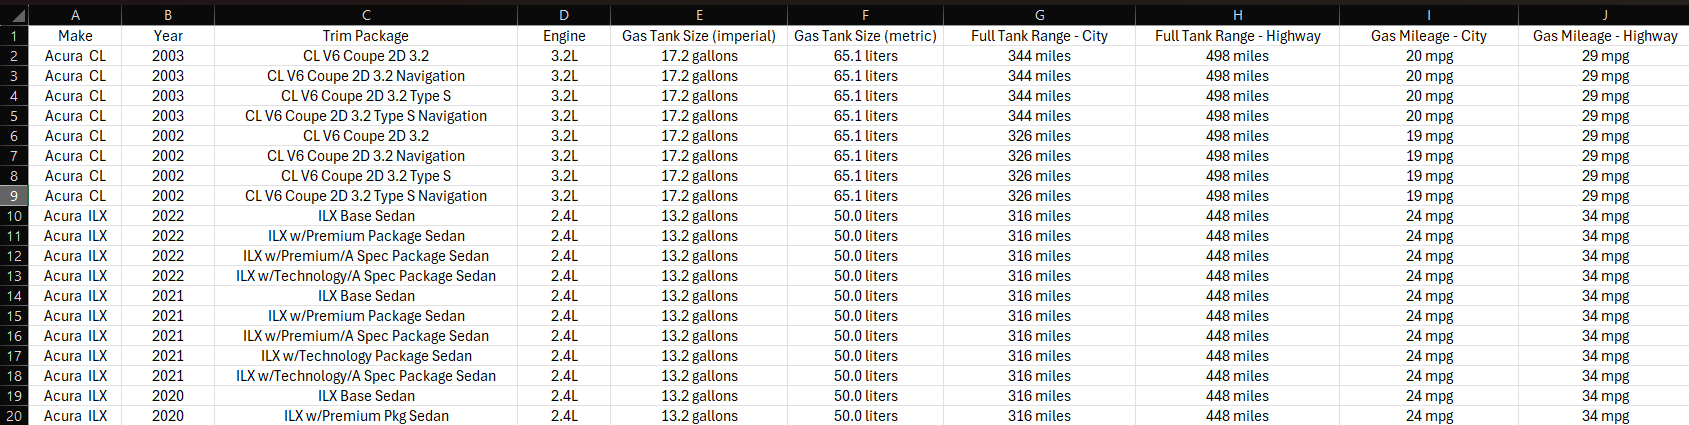 A B C D E F G H I J
1 Make Year Trim Package Engine Gas Tank Size (imperial) Gas Tank Size (metric) Full Tank Range - City Full Tank Range - Highway Gas Mileage - City Gas Mileage - Highway
2 Acura CL 2003 CL V6 Coupe 2D 3.2 3.2L 17.2 gallons 65.1 liters 344 miles 498 miles 20 mpg 29 mpg
3 Acura CL 2003 CL V6 Coupe 2D 3.2 Navigation 3.2L 17.2 gallons 65.1 liters 344 miles 498 miles 20 mpg 29 mpg
4 Acura CL 2003 CL V6 Coupe 2D 3.2 Type S 3.2L 17.2 gallons 65.1 liters 344 miles 498 miles 20 mpg 29 mpg
5 Acura CL 2003 CL V6 Coupe 2D 3.2 Type S Navigation 3.2L 17.2 gallons 65.1 liters 344 miles 498 miles 20 mpg 29 mpg
6 Acura CL 2002 CL V6 Coupe 2D 3.2 3.2L 17.2 gallons 65.1 liters 326 miles 498 miles 19 mpg 29 mpg
7 Acura CL 2002 CL V6 Coupe 2D 3.2 Navigation 3.2L 17.2 gallons 65.1 liters 326 miles 498 miles 19 mpg 29 mpg
8 Acura CL 2002 CL V6 Coupe 2D 3.2 Type S 3.2L 17.2 gallons 65.1 liters 326 miles 498 miles 19 mpg 29 mpg
9 Acura CL 2002 CL V6 Coupe 2D 3.2 Type S Navigation 3.2L 17.2 gallons 65.1 liters 326 miles 498 miles 19 mpg 29 mpg
10 Acura ILX 2022 ILX Base Sedan 2.4L 13.2 gallons 50.0 liters 316 miles 448 miles 24 mpg 34 mpg
11 Acura ILX 2022 ILX w/Premium Package Sedan 2.4L 13.2 gallons 50.0 liters 316 miles 448 miles 24 mpg 34 mpg
12 Acura ILX 2022 ILX w/Premium/A Spec Package Sedan 2.4L 13.2 gallons 50.0 liters 316 miles 448 miles 24 mpg 34 mpg
13 Acura ILX 2022 ILX w/Technology/A Spec Package Sedan 2.4L 13.2 gallons 50.0 liters 316 miles 448 miles 24 mpg 34 mpg
14 Acura ILX 2021 ILX Base Sedan 2.4L 13.2 gallons 50.0 liters 316 miles 448 miles 24 mpg 34 mpg
15 Acura ILX 2021 ILX w/Premium Package Sedan 2.4L 13.2 gallons 50.0 liters 316 miles 448 miles 24 mpg 34 mpg
16 Acura ILX 2021 ILX w/Premium/A Spec Package Sedan 2.4L 13.2 gallons 50.0 liters 316 miles 448 miles 24 mpg 34 mpg
17 Acura ILX 2021 ILX w/Technology Package Sedan 2.4L 13.2 gallons 50.0 liters 316 miles 448 miles 24 mpg 34 mpg
18 Acura ILX 2021 ILX w/Technology/A Spec Package Sedan 2.4L 13.2 gallons 50.0 liters 316 miles 448 miles 24 mpg 34 mpg
19 Acura ILX 2020 ILX Base Sedan 2.4L 13.2 gallons 50.0 liters 316 miles 448 miles 24 mpg 34 mpg
20 Acura ILX 2020 ILX w/Premium Pkg Sedan 2.4L 13.2 gallons 50.0 liters 316 miles 448 miles 24 mpg 34 mpg